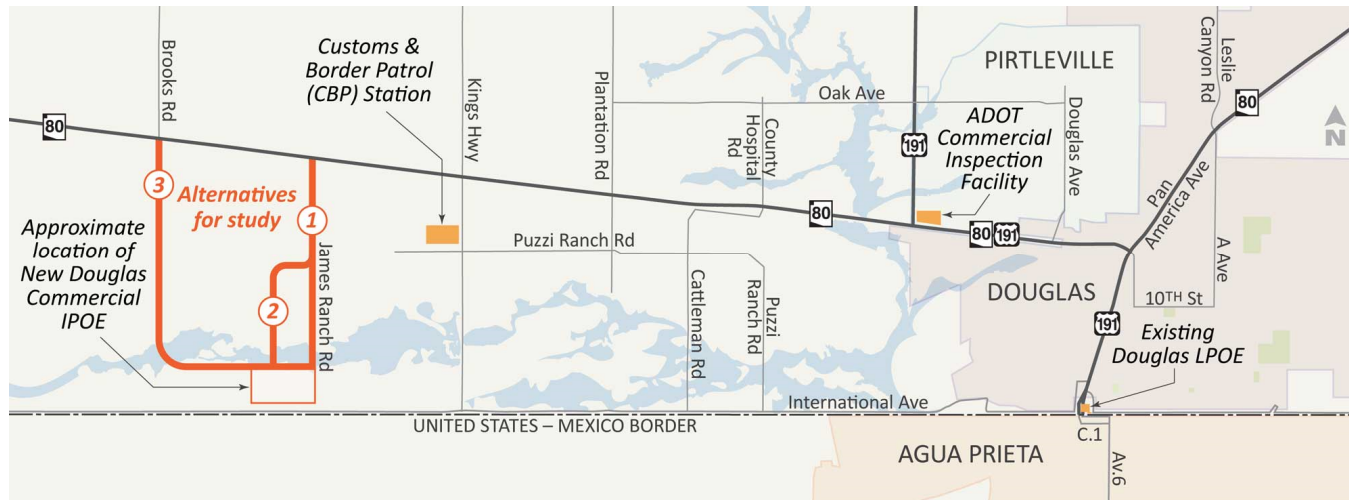 Brooks Rd
Customs &
Border Patrol
(CBP) Station
Kings Hwy
Plantation Rd
Oak Ave
County
Hospital
Rd
191
PIRTLEVILLE
ADOT
Commercial
Inspection
Facility
Douglas Ave
Leslie
Canyon Rd
80
N
80
3
Alternatives
for study
1
Approximate
location of
New Douglas
Commercial
IPOE
James Ranch Rd
2
Puzzi Ranch Rd
Cattleman Rd
Puzzi
Ranch Rd
80
80
191
Pan
America Ave
A Ave
DOUGLAS
10TH St
191
Existing
Douglas LPOE
International Ave
UNITED STATES – MEXICO BORDER
AGUA PRIETA
C.1
Av.6